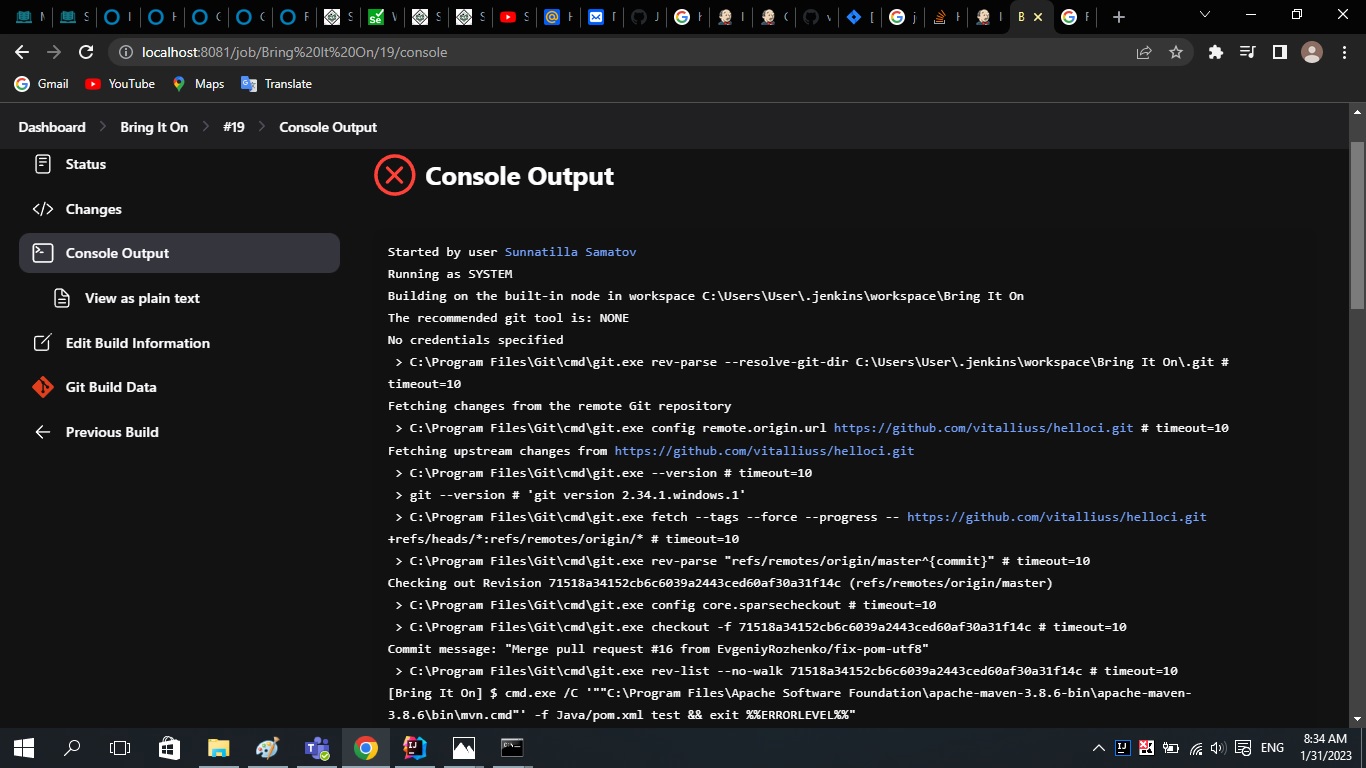 localhost:8081/job/Bring%20It%20On/19/console
Gmail
YouTube
Maps
Translate
Dashboard
Bring It On
#19
Console Output
Status
Changes
Console Output
View as plain text
Edit Build Information
Git Build Data
Previous Build
Console Output
Started by user Sunnatilla Samatov
Running as SYSTEM
Building on the built-in node in workspace C:\Users\User\.jenkins\workspace\Bring It On
The recommended git tool is: NONE
No credentials specified
> C:\Program Files\Git\cmd\git.exe rev-parse --resolve-git-dir C:\Users\User\.jenkins\workspace\Bring It On\.git #
timeout=10
Fetching changes from the remote Git repository
> C:\Program Files\Git\cmd\git.exe config remote.origin.url https://github.com/vitalliuss/helloci.git # timeout=10
Fetching upstream changes from https://github.com/vitalliuss/helloci.git
> C:\Program Files\Git\cmd\git.exe --version # timeout=10
> git --version # 'git version 2.34.1.windows.1'
> C:\Program Files\Git\cmd\git.exe fetch --tags --force --progress -- https://github.com/vitalliuss/helloci.git
+refs/heads/*:refs/remotes/origin/* # timeout=10
> C:\Program Files\Git\cmd\git.exe rev-parse "refs/remotes/origin/master^{commit}" # timeout=10
Checking out Revision 71518a34152cb6c6039a2443ced60af30a31f14c (refs/remotes/origin/master)
> C:\Program Files\Git\cmd\git.exe config core.sparsecheckout # timeout=10
> C:\Program Files\Git\cmd\git.exe checkout -f 71518a34152cb6c6039a2443ced60af30a31f14c # timeout=10
Commit message: "Merge pull request #16 from EvgeniyRozhenko/fix-pom-utf8"
> C:\Program Files\Git\cmd\git.exe rev-list --no-walk 71518a34152cb6c6039a2443ced60af30a31f14c # timeout=10
[Bring It On] $ cmd.exe /C '""C:\Program Files\Apache Software Foundation\apache-maven-3.8.6-bin\apache-maven-
3.8.6\bin\mvn.cmd"' -f Java/pom.xml test && exit %%ERRORLEVEL%%"
ENG
8:34 AM
1/31/2023